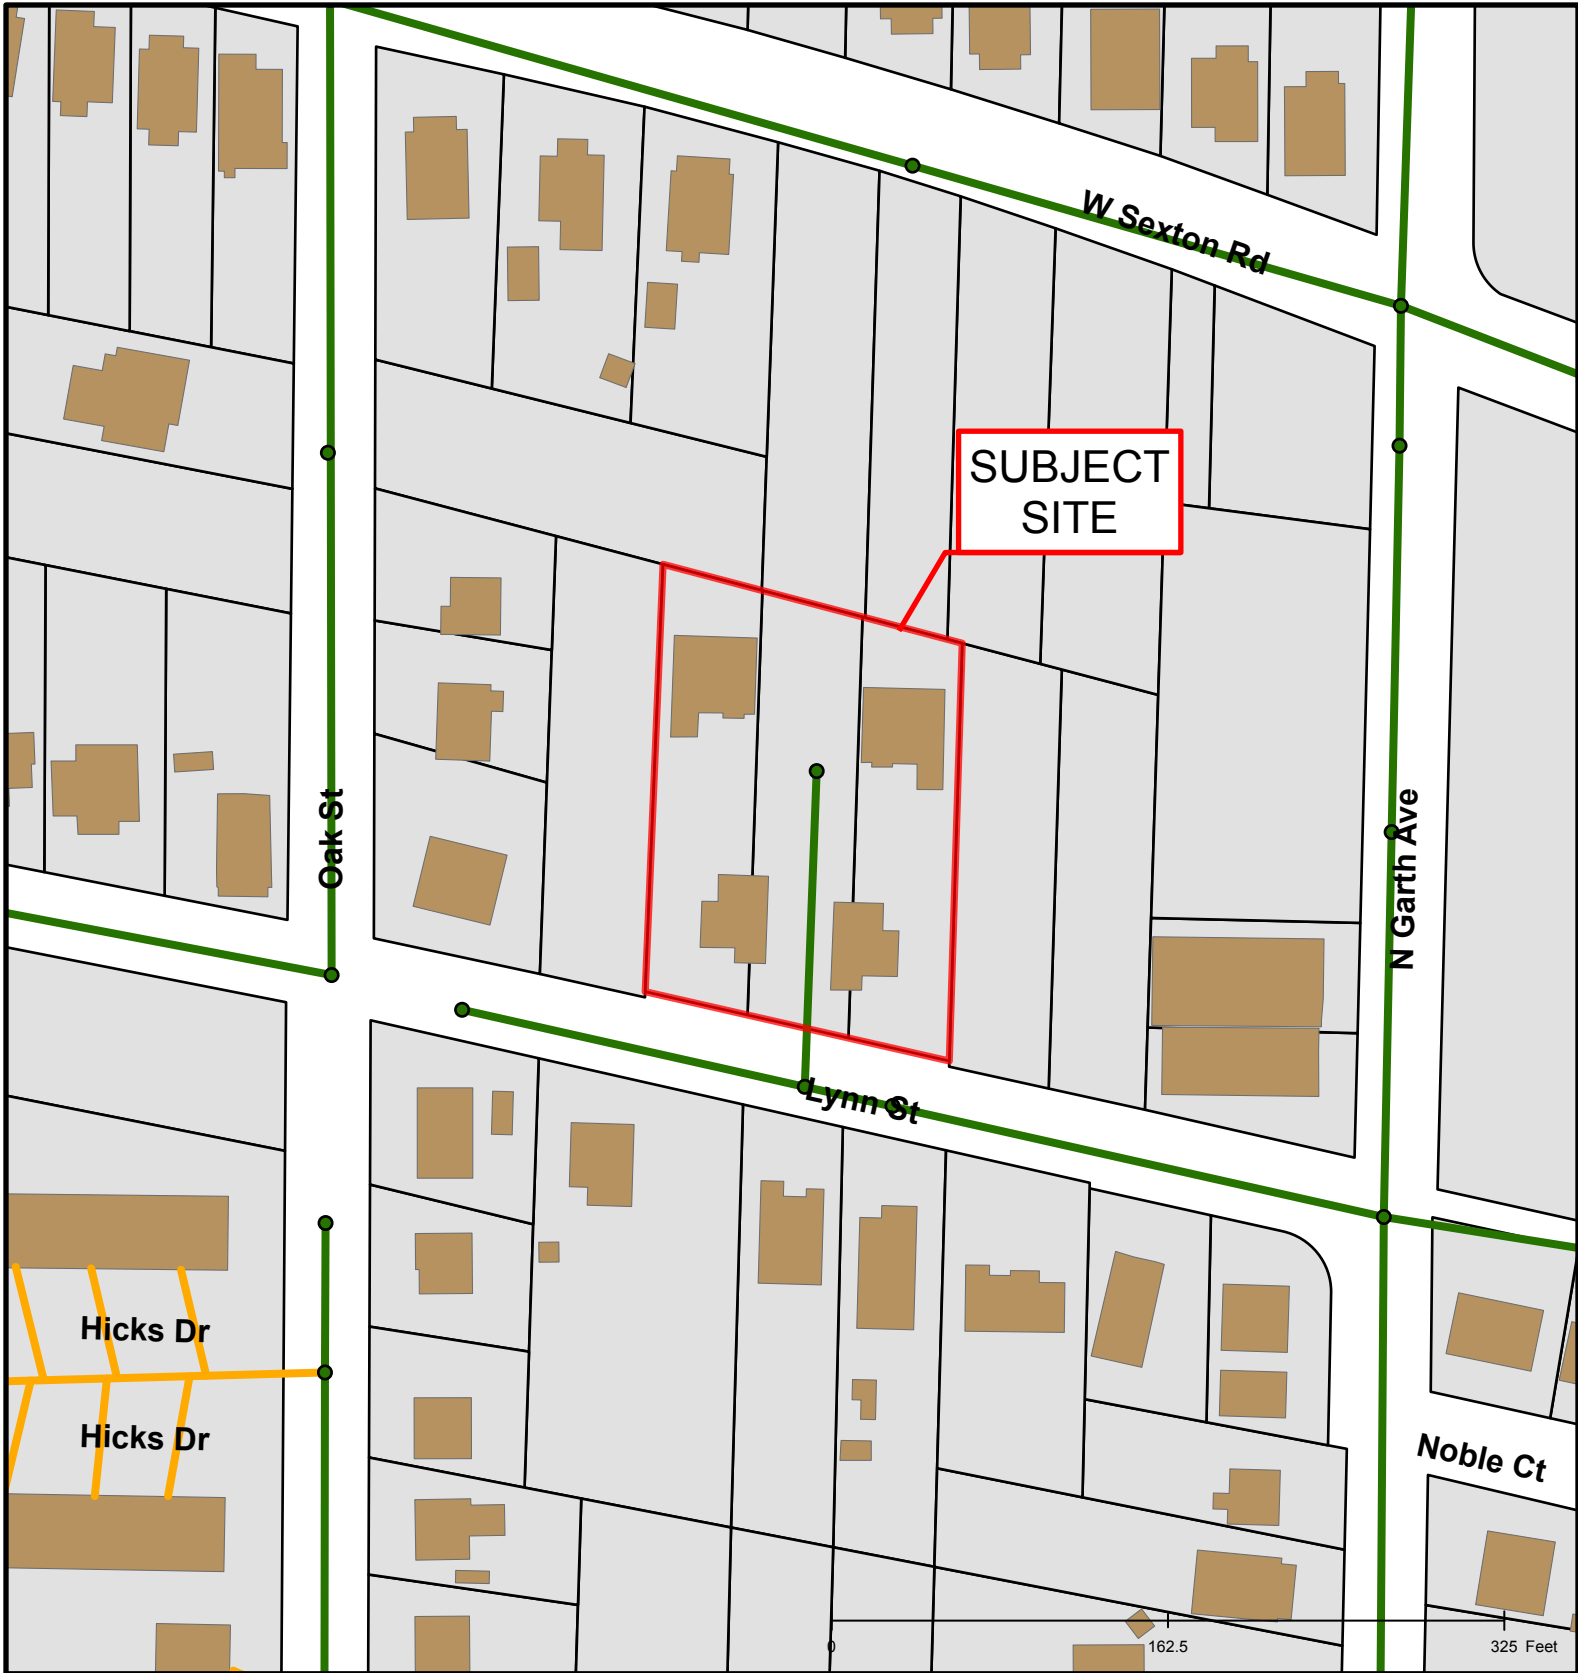 W Sexton Rd
SUBJECT
SITE
Oak St
N Garth Ave
Lynn St
Hicks Dr
Hicks Dr
Noble Ct
0 162.5 325 Feet